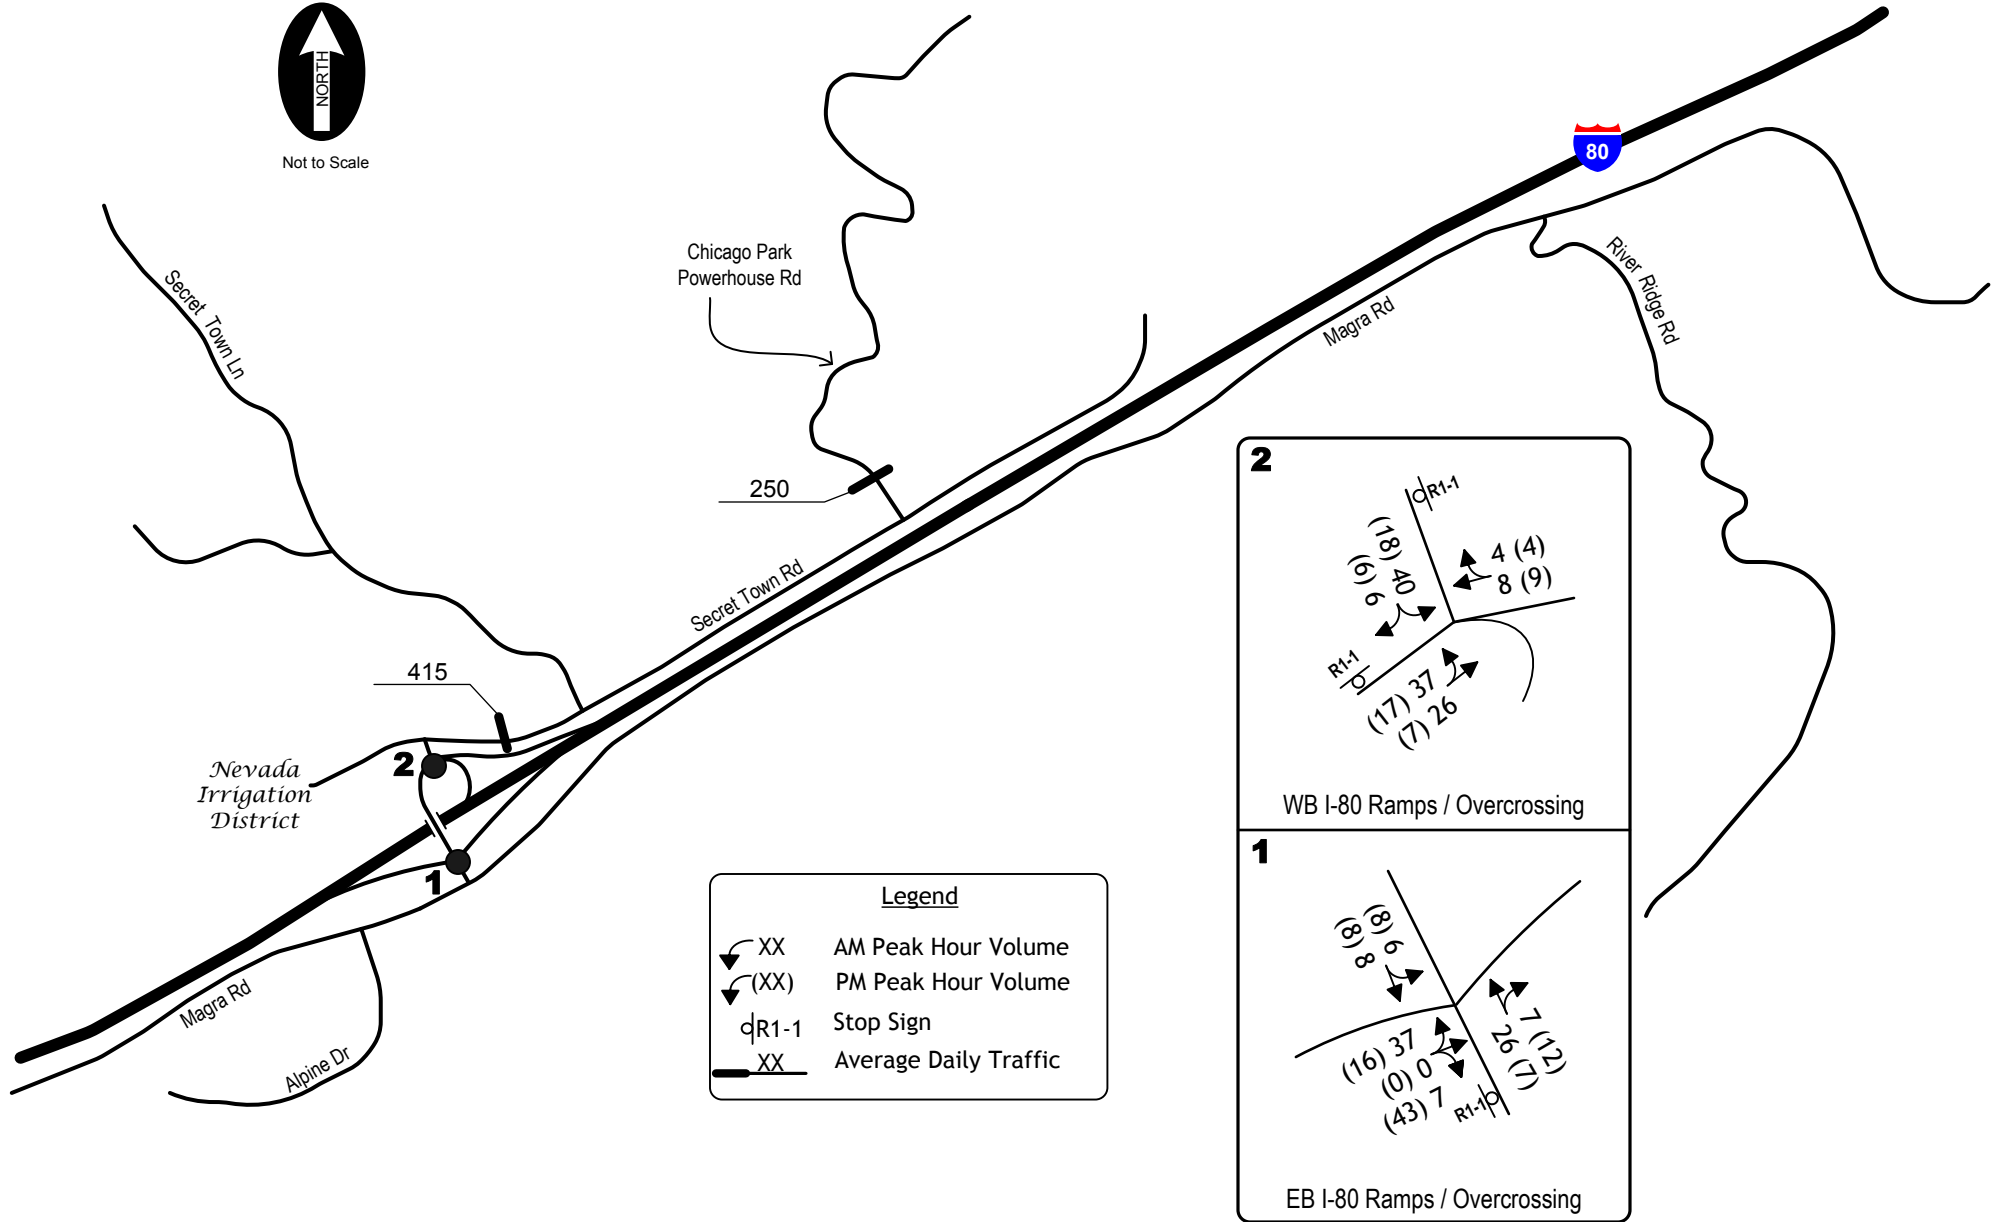 NORTH
Not to Scale
80
Chicago Park
Powerhouse Rd
Secret Town Ln
River Ridge Rd
Magra Rd
250
Secret Town Rd
415
2
Nevada
Irrigation
District
1
Magra Rd
Alpine Dr
Legend
XX AM Peak Hour Volume
(XX) PM Peak Hour Volume
R1-1 Stop Sign
XX Average Daily Traffic
2
R1-1
(18) 40
(6) 6
4 (4)
8 (9)
R1-1
(17) 37
(7) 26
WB I-80 Ramps / Overcrossing
1
(8) 6
(8) 8
7 (12)
26 (7)
(16) 37
(0) 0
(43) 7
R1-1
EB I-80 Ramps / Overcrossing